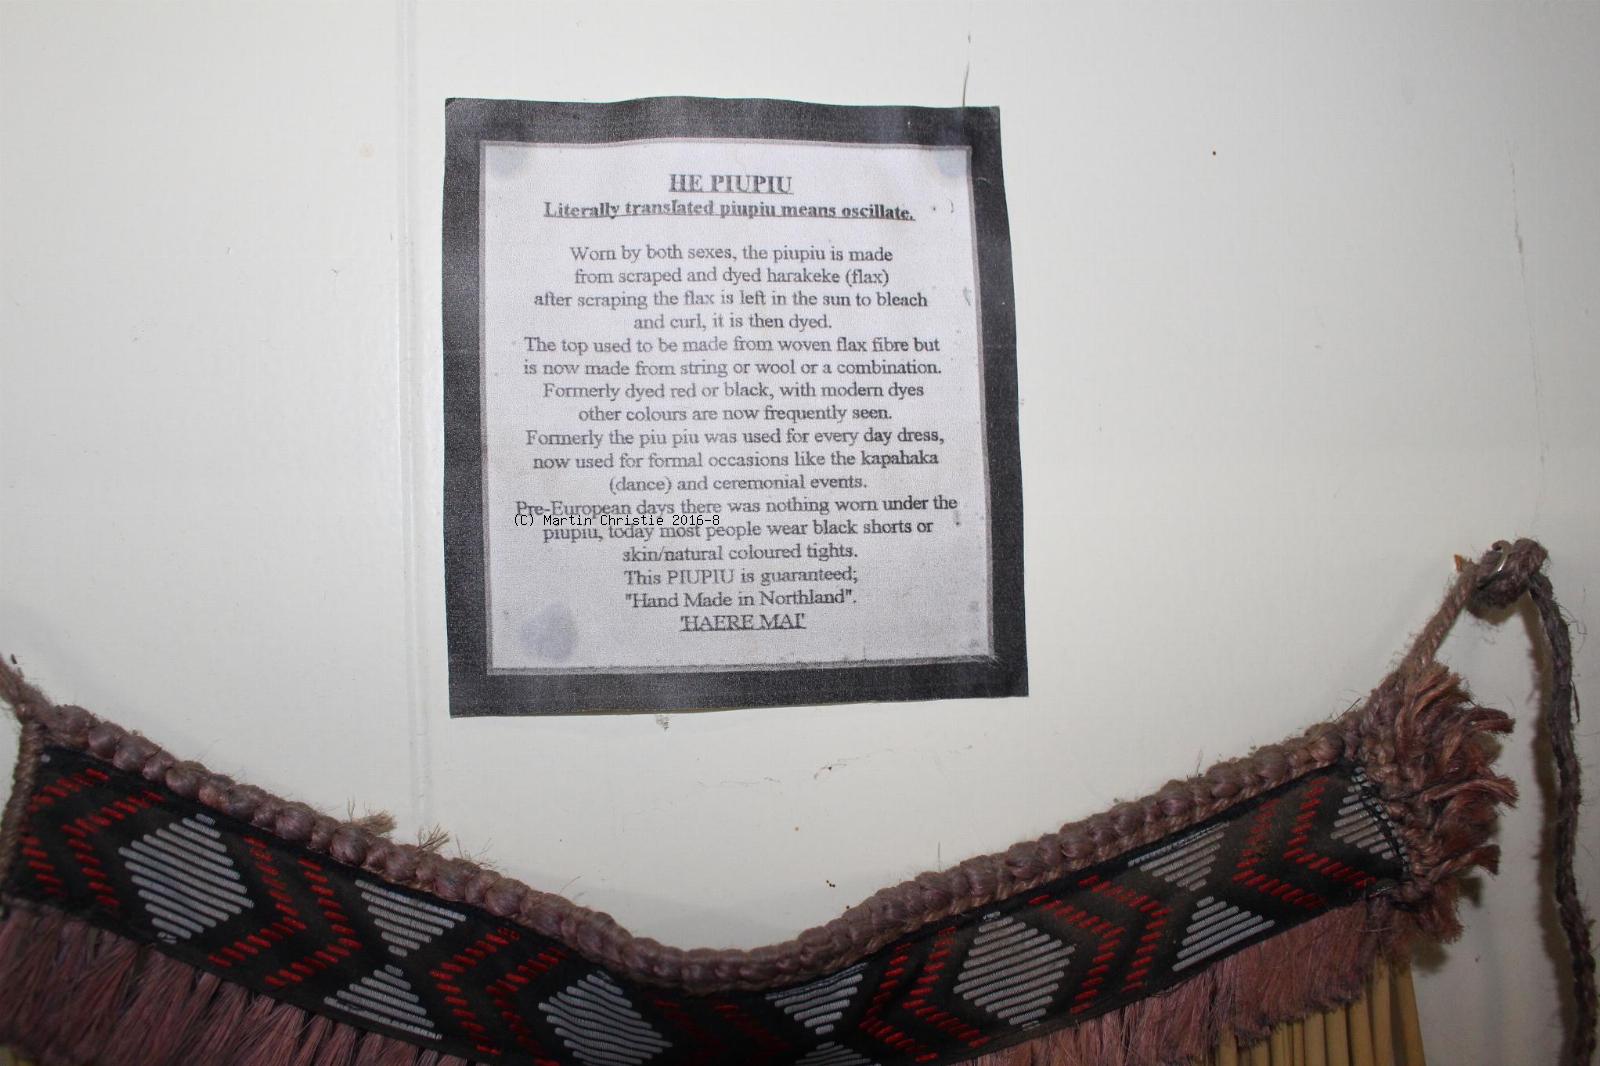 HE PIUPIU
Literally translated piupiu means oscillate.
Worn by both sexes, the piupiu is made
from scraped and dyed harakeke (flax)
after scraping the flax is left in the sun to bleach
and curl, it is then dyed.
The top used to be made from woven flax fibre but
is now made from string or wool or a combination.
Formerly dyed red or black, with modern dyes
other colours are now frequently seen.
Formerly the piu piu was used for every day dress,
now used for formal occasions like the kapahaka
(dance) and ceremonial events.
Pre-European days there was nothing worn under the
(C) Martin Christie 2016-8
piupiu, today most people wear black shorts or
skin/natural coloured tights.
This PIUPIU is guaranteed;
"Hand Made in Northland".
'HAERE MAI'